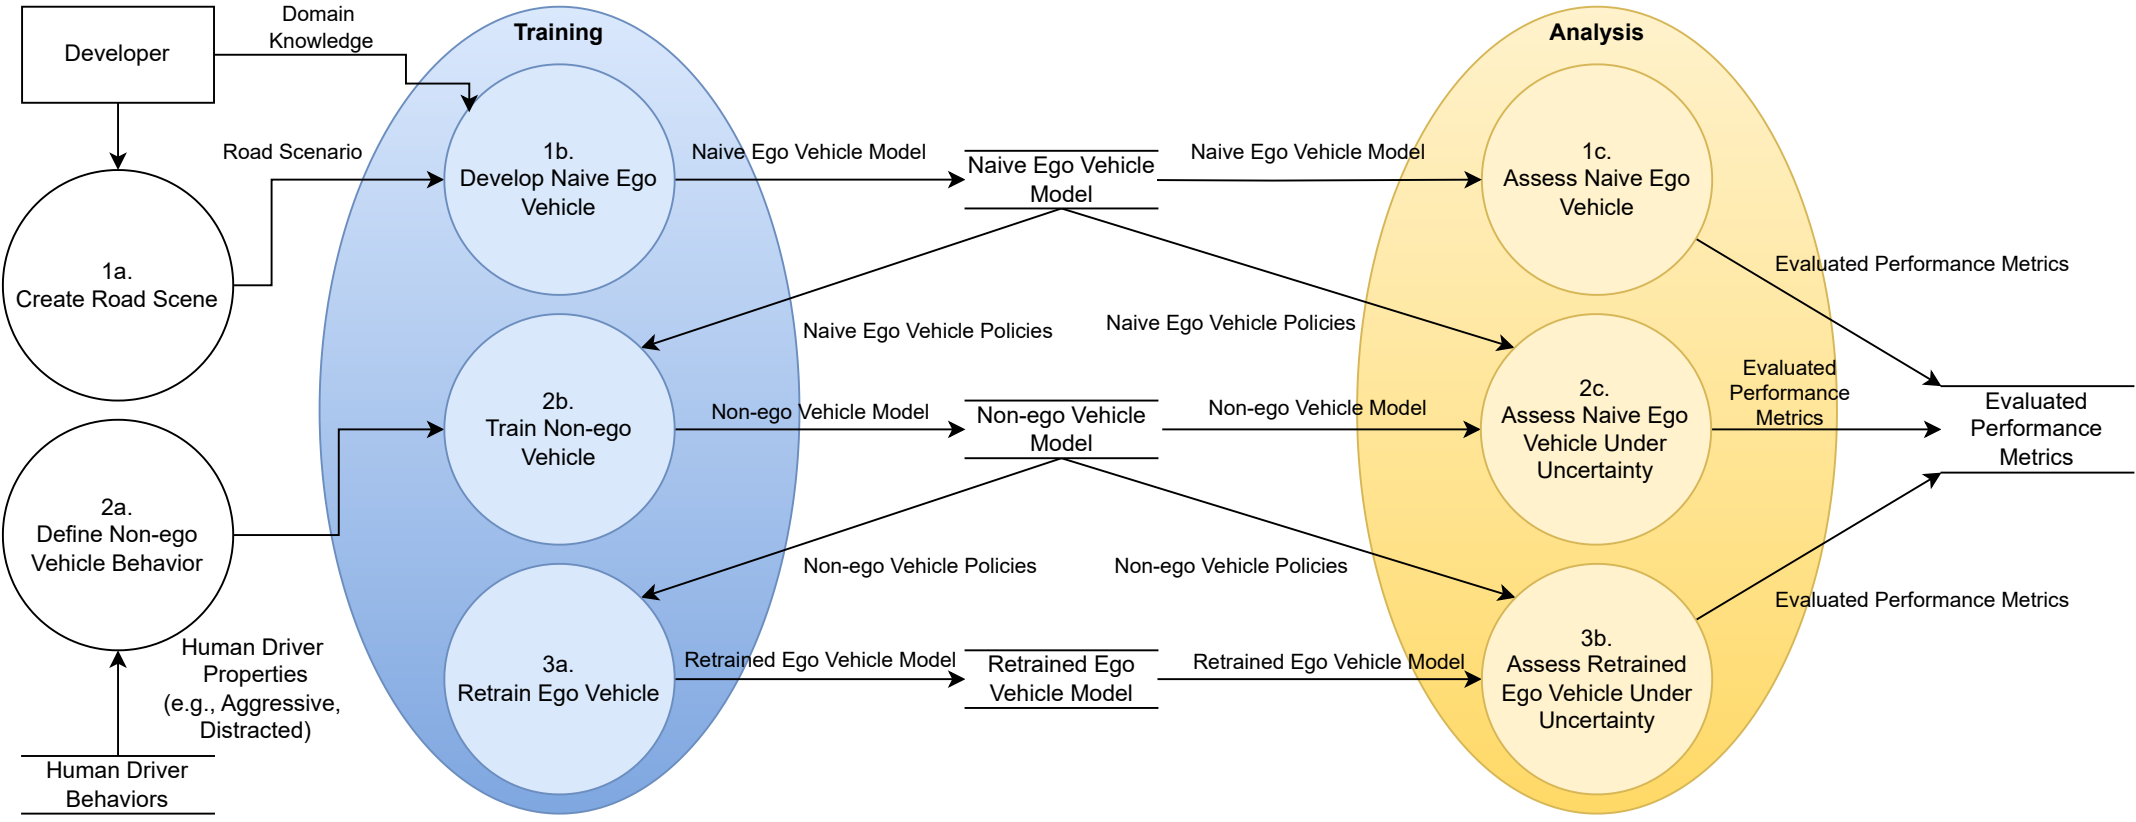 Developer
Domain
Knowledge
Training
Analysis
Road Scenario
1a.
Create Road Scene
1b.
Develop Naive Ego
Vehicle
Naive Ego Vehicle Model
Naive Ego Vehicle
Model
Naive Ego Vehicle Model
1c.
Assess Naive Ego
Vehicle
Evaluated Performance Metrics
Naive Ego Vehicle Policies
Naive Ego Vehicle Policies
2a.
Define Non-ego
Vehicle Behavior
2b.
Train Non-ego
Vehicle
Non-ego Vehicle Model
Non-ego Vehicle
Model
Non-ego Vehicle Model
2c.
Assess Naive Ego
Vehicle Under
Uncertainty
Evaluated
Performance
Metrics
Evaluated
Performance
Metrics
Non-ego Vehicle Policies
Non-ego Vehicle Policies
Evaluated Performance Metrics
Human Driver
Properties
(e.g., Aggressive,
Distracted)
Human Driver
Behaviors
3a.
Retrain Ego Vehicle
Retrained Ego Vehicle Model
Retrained Ego
Vehicle Model
Retrained Ego Vehicle Model
3b.
Assess Retrained
Ego Vehicle Under
Uncertainty